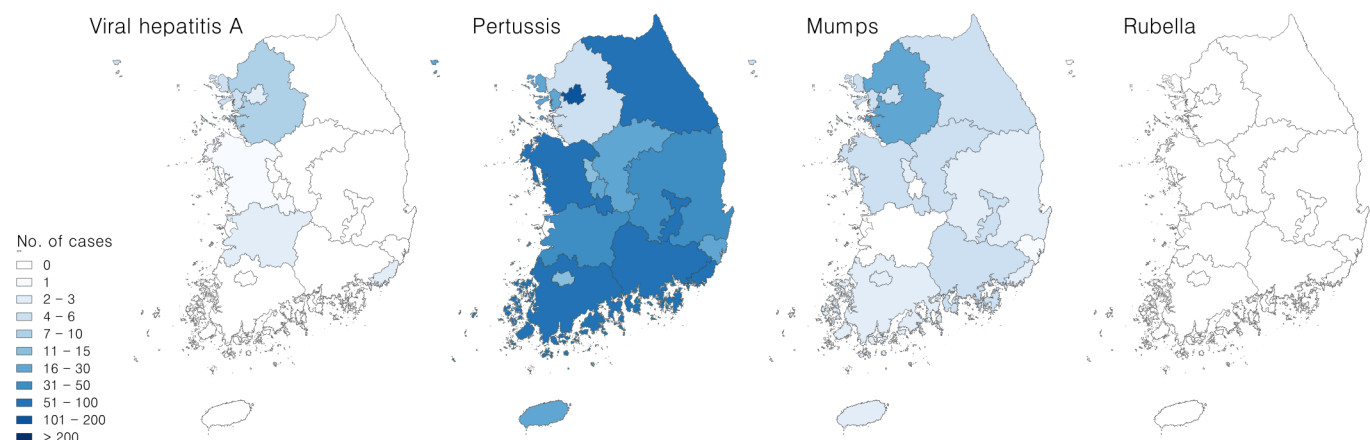 Viral hepatitis A
Pertussis
Mumps
Rubella
No. of cases
0
1
2 – 3
4 – 6
7 – 10
11 – 15
16 – 30
31 – 50
51 – 100
101 – 200
> 200